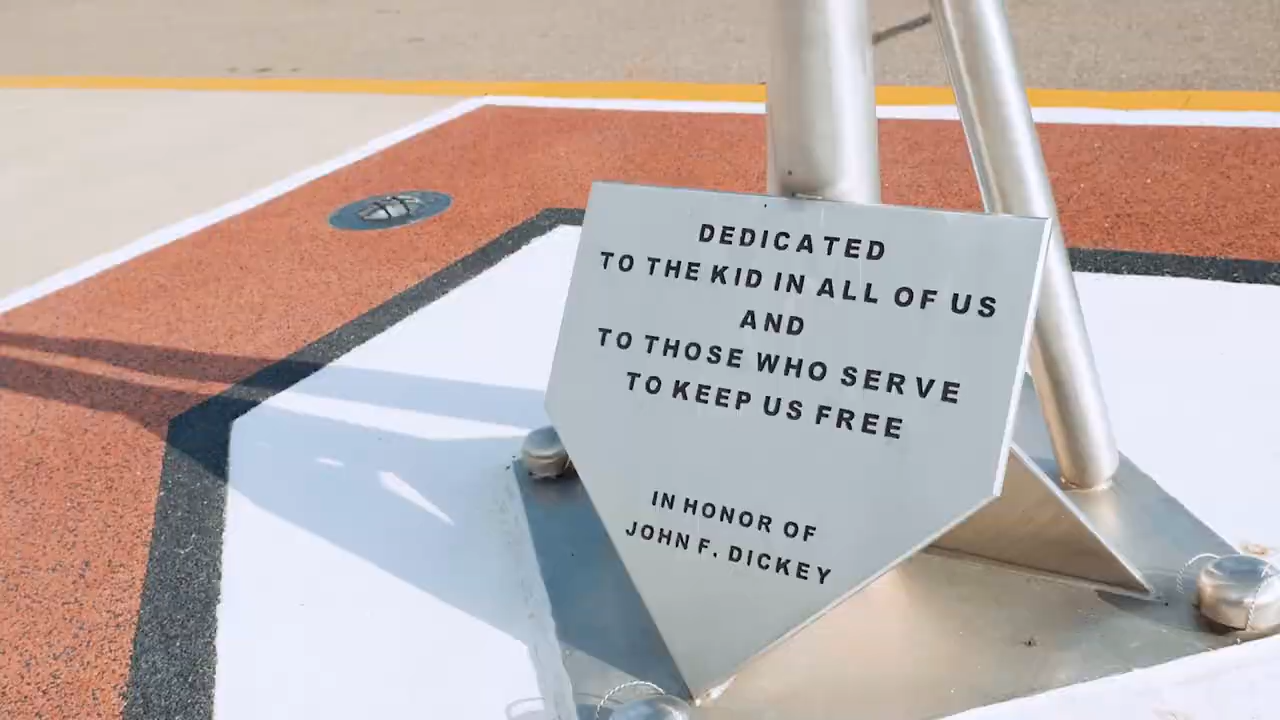 DEDICATED
TO THE KID IN ALL OF US
AND
TO THOSE WHO SERVE
TO KEEP US FREE
IN HONOR OF
JOHN F. DICKEY